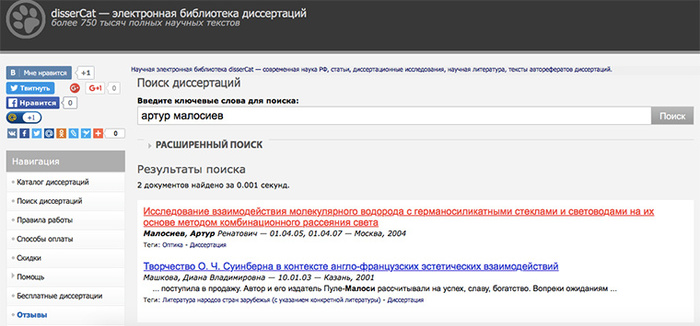 disserCat — электронная библиотека диссертаций
более 750 тысяч полных научных текстов
Мне нравится +1
Твитнуть G+1 0
Нравится 0
+1
0
Навигация
Каталог диссертаций
Поиск диссертаций
Правила работы
Способы оплаты
Скидки
Помощь
Бесплатные диссертации
Отзывы
Научная электронная библиотека disserCat — современная наука РФ, статьи, диссертационные исследования, научная литература, тексты авторефератов диссертаций.
Поиск диссертаций
Введите ключевые слова для поиска:
артур малосиев Поиск
РАСШИРЕННЫЙ ПОИСК
Результаты поиска
2 документов найдено за 0.001 секунд.
Исследование взаимодействия молекулярного водорода с германосиликатными стеклами и световодами на их
основе методом комбинационного рассеяния света
Малосиев, Артур Ренатович — 01.04.05, 01.04.07 — Москва, 2004
Теги: Оптика - Диссертация
Творчество О. Ч. Суинберна в контексте англо-французских эстетических взаимодействий
Машкова, Диана Владимировна — 10.01.03 — Казань, 2001
... поступила в продажу. Автор и его издатель Пуле-Малоси рассчитывали на успех, славу, богатство. Вопреки ожиданиям ...
Теги: Литература народов стран зарубежья (с указанием конкретной литературы) - Диссертация